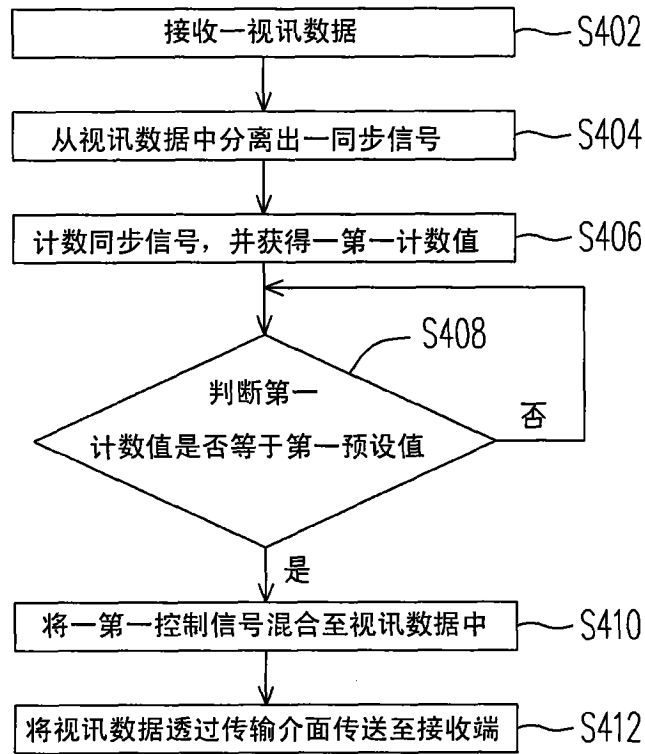 接收一视讯数据
S402
从视讯数据中分离出一同步信号
S404
计数同步信号，并获得一第一计数值
S406
S408
判断第一
计数值是否等于第一预设值
否
是
将一第一控制信号混合至视讯数据中
S410
将视讯数据透过传输介面传送至接收端
S412